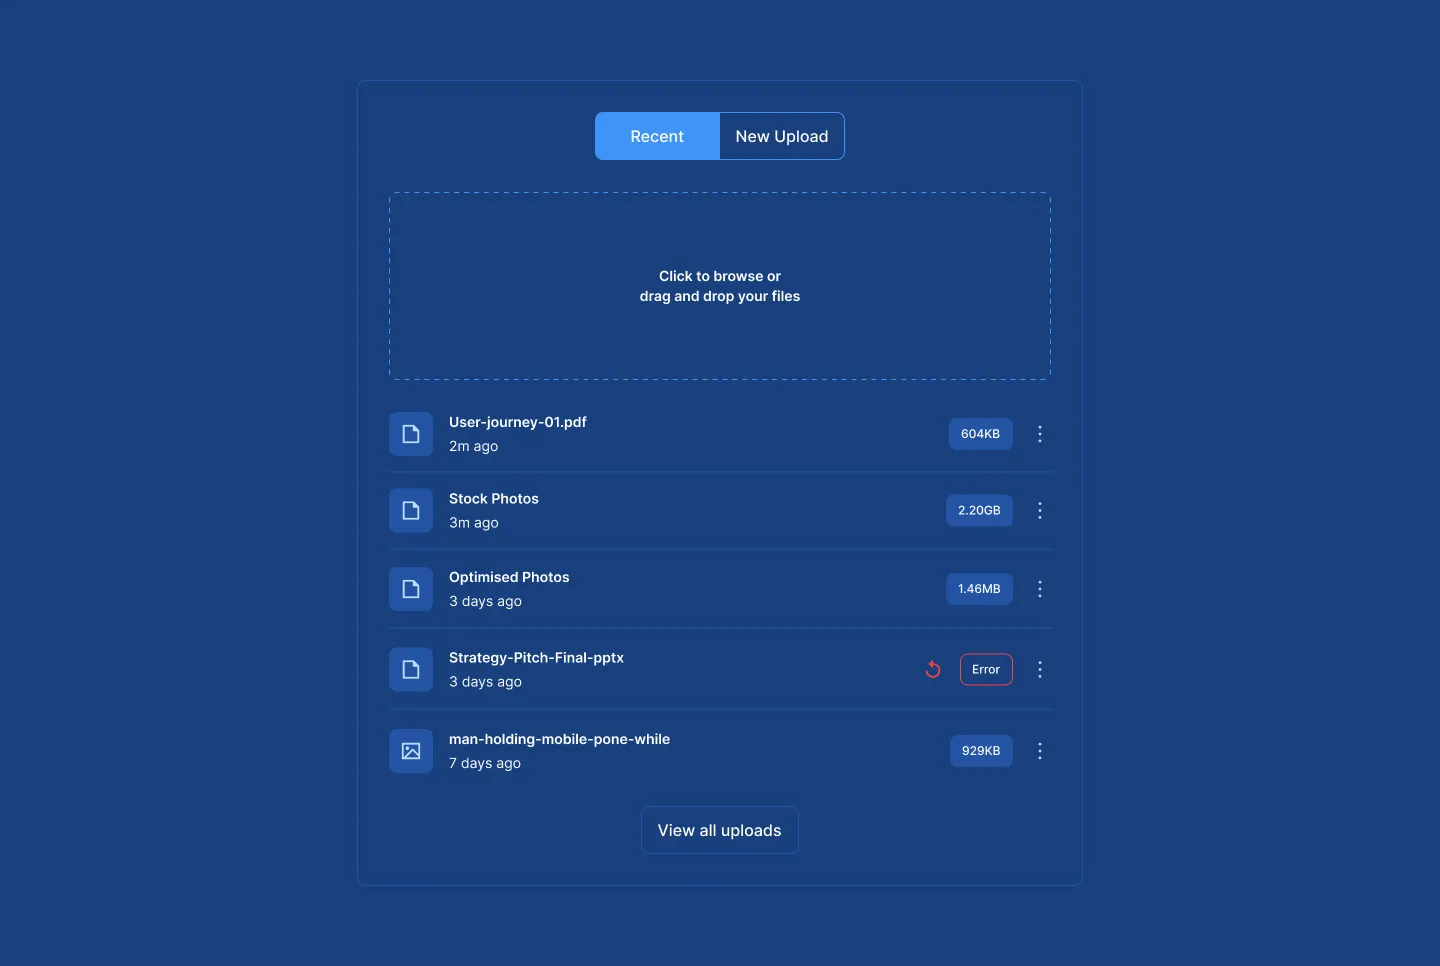 Recent
New Upload
Click to browse or
drag and drop your files
User-journey-01.pdf
2m ago
604KB
Stock Photos
3m ago
2.20GB
Optimised Photos
3 days ago
1.46MB
Strategy-Pitch-Final-pptx
3 days ago
Error
man-holding-mobile-pone-while
7 days ago
929KB
View all uploads